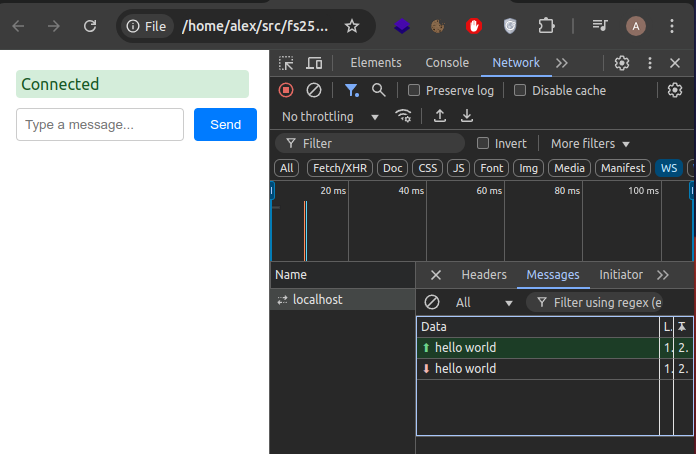 File /home/alex/src/fs25... A
Connected
Type a message... Send
Elements Console Network
Preserve log Disable cache
No throttling
Filter Invert More filters
All Fetch/XHR Doc CSS JS Font Img Media Manifest WS
20 ms 40 ms 60 ms 80 ms 100 ms
Name
Headers Messages Initiator
localhost
All Filter using regex (e
Data L.
hello world 1. 2.
hello world 1. 2.